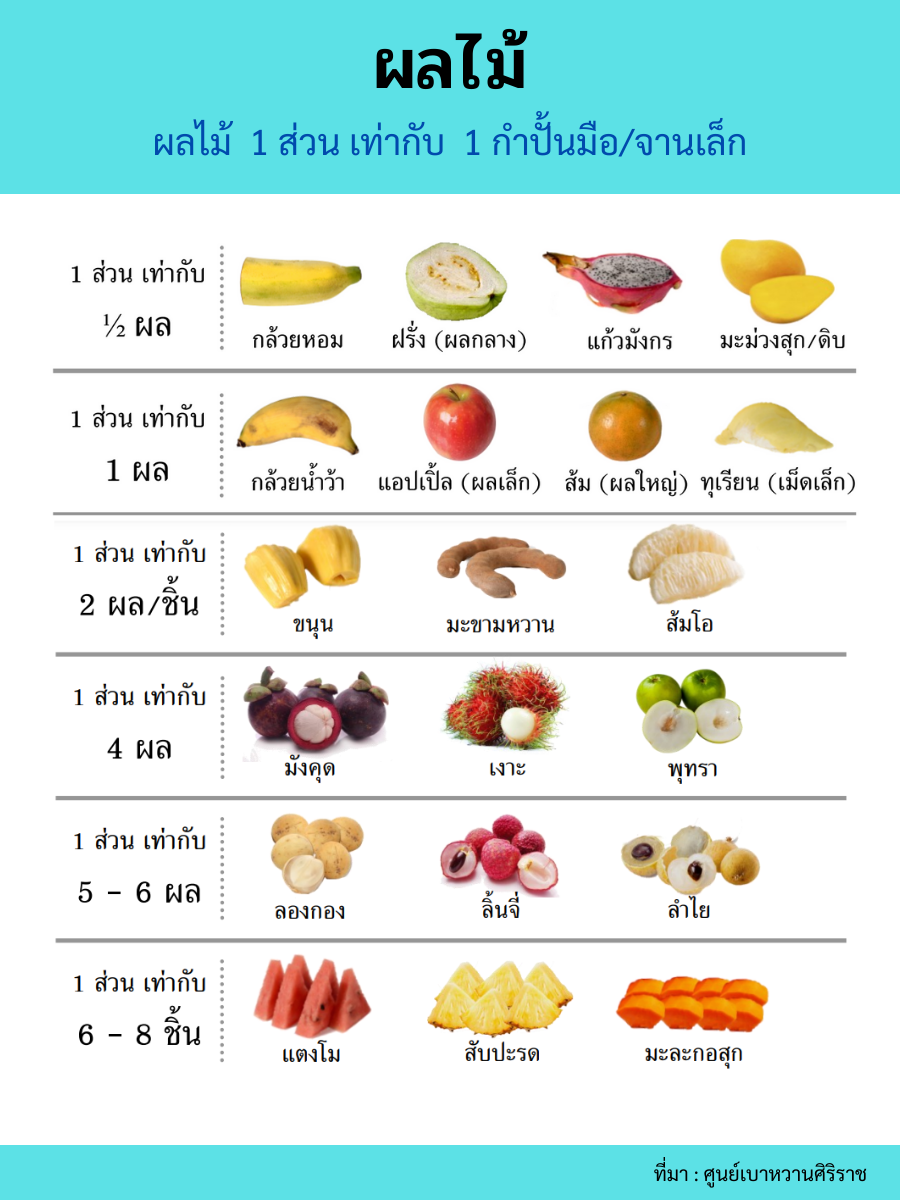 ผลไม้
ผลไม้ 1 ส่วน เท่ากับ 1 กำปั้นมือ/จานเล็ก
1 ส่วน เท่ากับ
½ ผล
กล้วยหอม
ฝรั่ง (ผลกลาง)
แก้วมังกร
มะม่วงสุก/ดิบ
1 ส่วน เท่ากับ
1 ผล
กล้วยน้ำว้า
แอปเปิ้ล (ผลเล็ก)
ส้ม (ผลใหญ่)
ทุเรียน (เม็ดเล็ก)
1 ส่วน เท่ากับ
2 ผล/ชิ้น
ขนุน
มะขามหวาน
ส้มโอ
1 ส่วน เท่ากับ
4 ผล
มังคุด
เงาะ
พุทรา
1 ส่วน เท่ากับ
5 - 6 ผล
ลองกอง
ลิ้นจี่
ลำไย
1 ส่วน เท่ากับ
6 - 8 ชิ้น
แตงโม
สับปะรด
มะละกอสุก
ที่มา : ศูนย์เบาหวานศิริราช